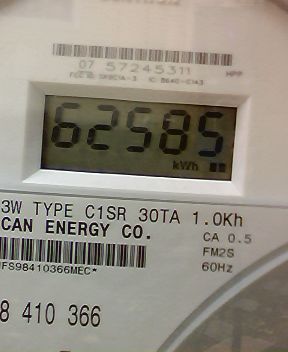 07 57245311 HPP
62585
kWh
3W TYPE C1SR 30TA 1.0Kh
CAN ENERGY CO.
CA 0.5
FM2S
60Hz
FS98410366MEC*
8 410 366